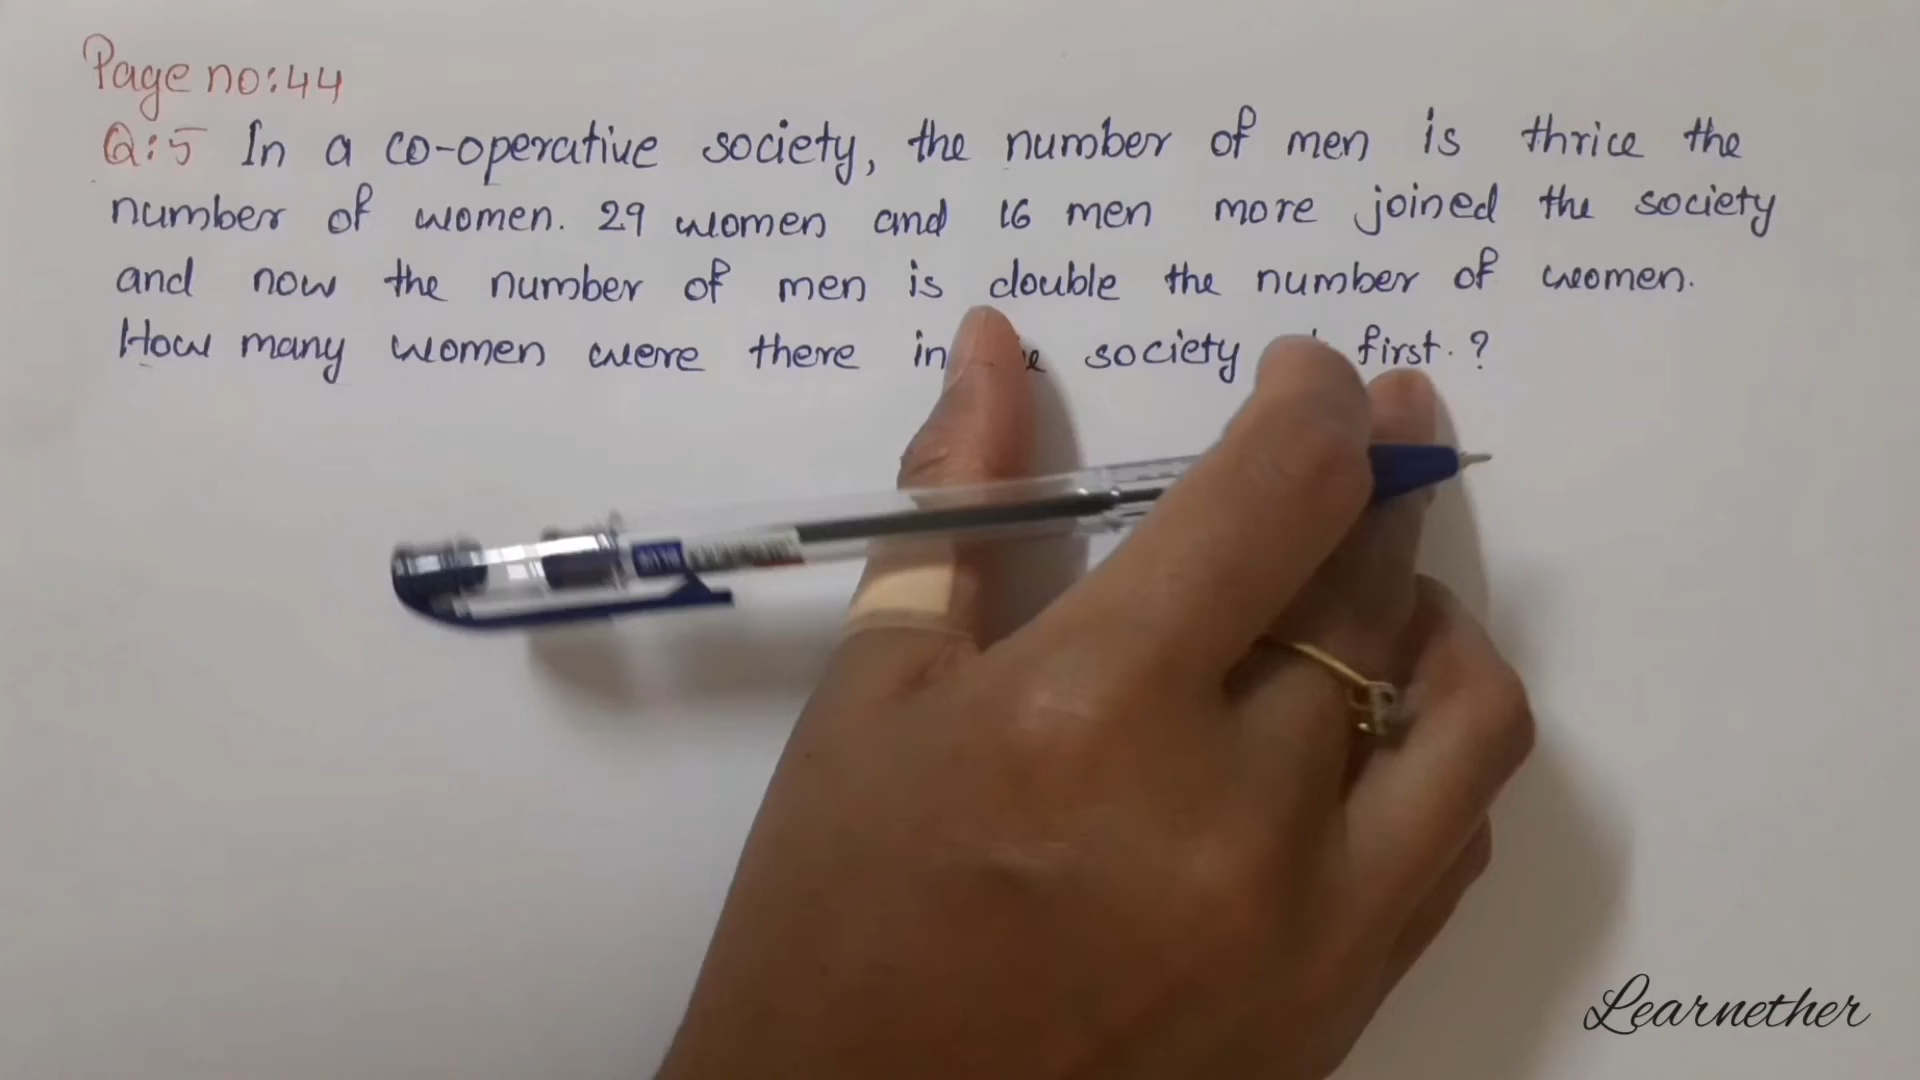 Page no:44
Q:5 In a co-operative society, the number of men is thrice the
number of women. 29 women and 16 men more joined the society
and now the number of men is double the number of women.
How many women were there in society first.?
BLUE
Learnether